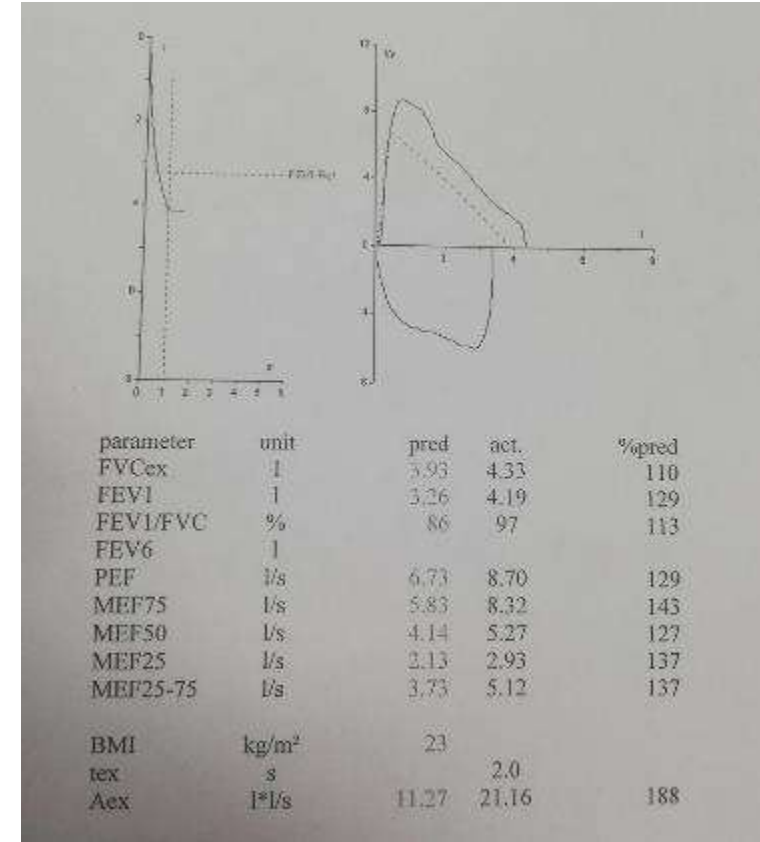 parameter unit pred act. %pred
FVCex l 3.93 4.33 110
FEV1 l 3.26 4.19 129
FEV1/FVC % 86 97 113
FEV6 l
PEF l/s 6.73 8.70 129
MEF75 l/s 5.83 8.32 143
MEF50 l/s 4.14 5.27 127
MEF25 l/s 2.13 2.93 137
MEF25-75 l/s 3.73 5.12 137
BMI kg/m² 23
tex s 2.0
Aex l*l/s 11.27 21.16 188